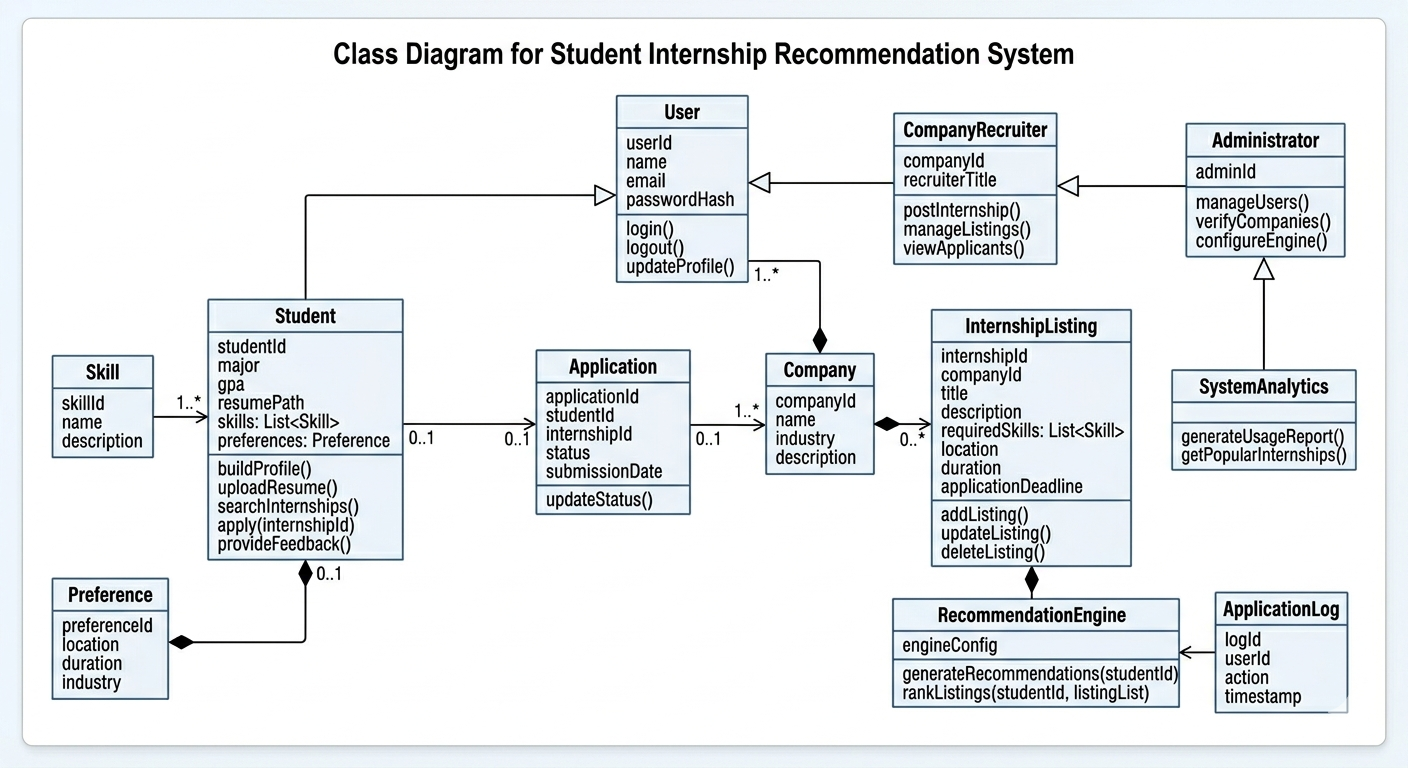 Class Diagram for Student Internship Recommendation System
User
userId
name
email
passwordHash
login()
logout()
updateProfile()
1..*
CompanyRecruiter
companyId
recruiterTitle
postInternship()
manageListings()
viewApplicants()
Administrator
adminId
manageUsers()
verifyCompanies()
configureEngine()
Skill
skillId
name
description
1..*
Student
studentId
major
gpa
resumePath
skills: List<Skill>
preferences: Preference
buildProfile()
uploadResume()
searchInternships()
apply(internshipId)
provideFeedback()
0..1
0..1
0..1
Application
applicationId
studentId
internshipId
status
submissionDate
updateStatus()
0..1
1..*
Company
companyId
name
industry
description
0..*
InternshipListing
internshipId
companyId
title
description
requiredSkills: List<Skill>
location
duration
applicationDeadline
addListing()
updateListing()
deleteListing()
SystemAnalytics
generateUsageReport()
getPopularInternships()
Preference
preferenceId
location
duration
industry
RecommendationEngine
engineConfig
generateRecommendations(studentId)
rankListings(studentId, listingList)
ApplicationLog
logId
userId
action
timestamp